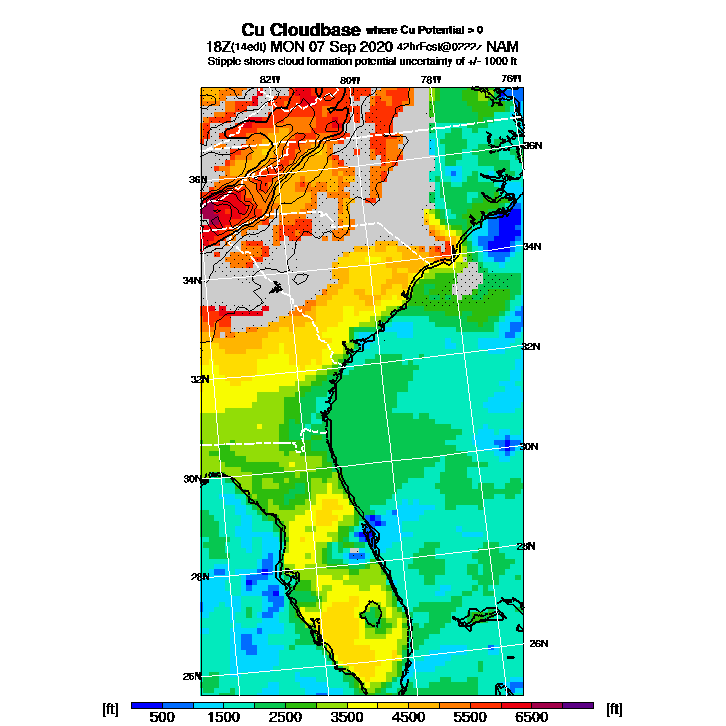 Cu Cloudbase where Cu Potential > 0
18Z(14edt) MON 07 Sep 2020 42hrFcst@0222z NAM
Stipple shows cloud formation potential uncertainty of +/- 1000 ft
82W 80W 78W 76W
36N
36N
34N
34N
32N
32N
30N
30N
28N
28N
26N
26N
[ft] 500 1500 2500 3500 4500 5500 6500 [ft]